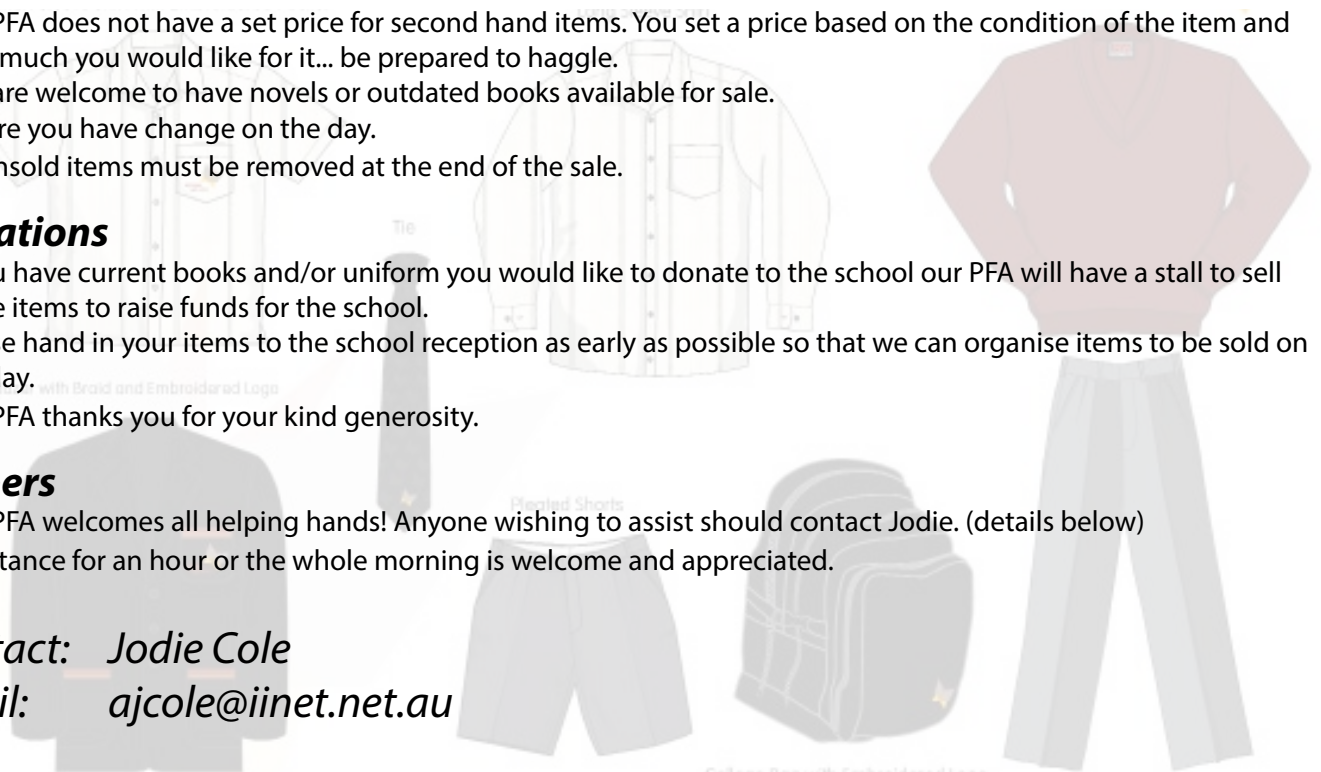 PFA does not have a set price for second hand items. You set a price based on the condition of the item and
much you would like for it... be prepared to haggle.
are welcome to have novels or outdated books available for sale.
re you have change on the day.
nsold items must be removed at the end of the sale.
Tie
ations
u have current books and/or uniform you would like to donate to the school our PFA will have a stall to sell
e items to raise funds for the school.
se hand in your items to the school reception as early as possible so that we can organise items to be sold on
lay.
with Braid and Embroidered Logo
PFA thanks you for your kind generosity.
ers
Pleated Shorts
PFA welcomes all helping hands! Anyone wishing to assist should contact Jodie. (details below)
tance for an hour or the whole morning is welcome and appreciated.
tact: Jodie Cole
il: ajcole@iinet.net.au